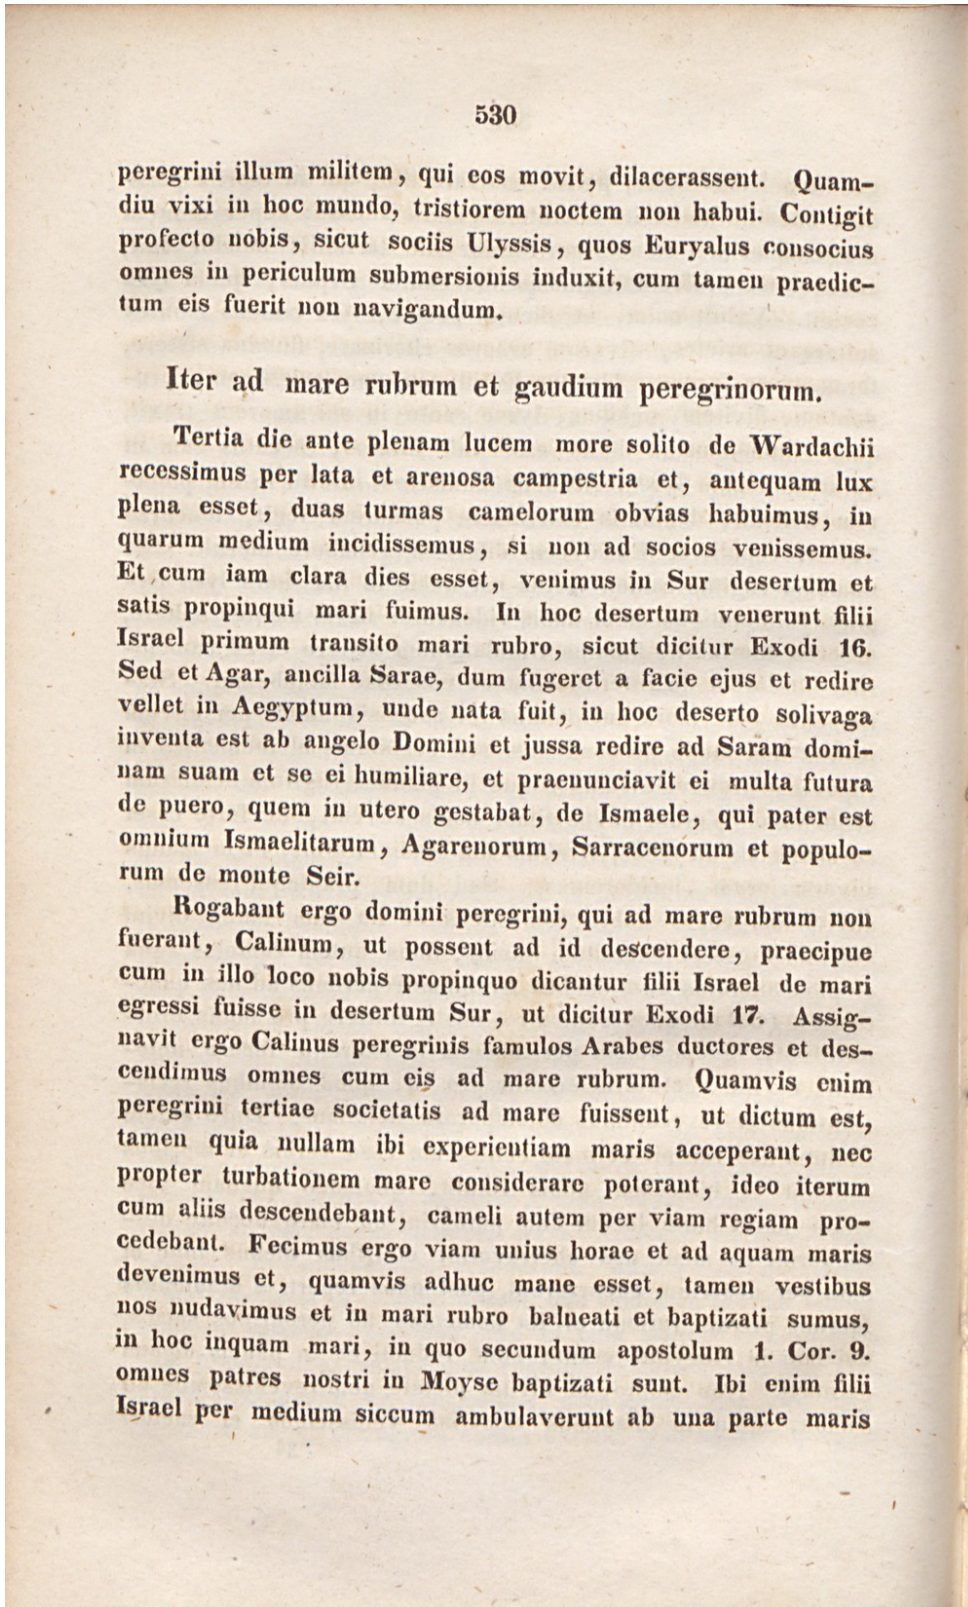 530
peregrini illum militem, qui eos movit, dilacerassent. Quam-
diu vixi in hoc mundo, tristiorem noctem non habui. Contigit
profecto nobis, sicut sociis Ulyssis, quos Euryalus consocius
omnes in periculum submersionis induxit, cum tamen praedic-
tum eis fuerit non navigandum.
Iter ad mare rubrum et gaudium peregrinorum.
Tertia die ante plenam lucem more solito de Wardachii
recessimus per lata et arenosa campestria et, antequam lux
plena esset, duas turmas camelorum obvias habuimus, in
quarum medium incidissemus, si non ad socios venissemus.
Et cum iam clara dies esset, venimus in Sur desertum et
satis propinqui mari fuimus. In hoc desertum venerunt filii
Israel primum transito mari rubro, sicut dicitur Exodi 16.
Sed et Agar, ancilla Sarae, dum fugeret a facie ejus et redire
vellet in Aegyptum, unde nata fuit, in hoc deserto solivaga
inventa est ab angelo Domini et jussa redire ad Saram domi-
nam suam et se ei humiliare, et praenunciavit ei multa futura
de puero, quem in utero gestabat, de Ismaele, qui pater est
omnium Ismaelitarum, Agarenorum, Sarracenorum et populo-
rum de monte Seir.
Rogabant ergo domini peregrini, qui ad mare rubrum non
fuerant, Calinum, ut possent ad id descendere, praecipue
cum in illo loco nobis propinquo dicantur filii Israel de mari
egressi fuisse in desertum Sur, ut dicitur Exodi 17. Assig-
navit ergo Calinus peregrinis famulos Arabes ductores et des-
cendimus omnes cum eis ad mare rubrum. Quamvis enim
peregrini tertiae societatis ad mare fuissent, ut dictum est,
tamen quia nullam ibi experientiam maris acceperant, nec
propter turbationem mare considerare poterant, ideo iterum
cum aliis descendebant, cameli autem per viam regiam pro-
cedebant. Fecimus ergo viam unius horae et ad aquam maris
devenimus et, quamvis adhuc mane esset, tamen vestibus
nos nudavimus et in mari rubro balneati et baptizati sumus,
in hoc inquam mari, in quo secundum apostolum 1. Cor. 9.
omnes patres nostri in Moyse baptizati sunt. Ibi enim filii
Israel per medium siccum ambulaverunt ab una parte maris